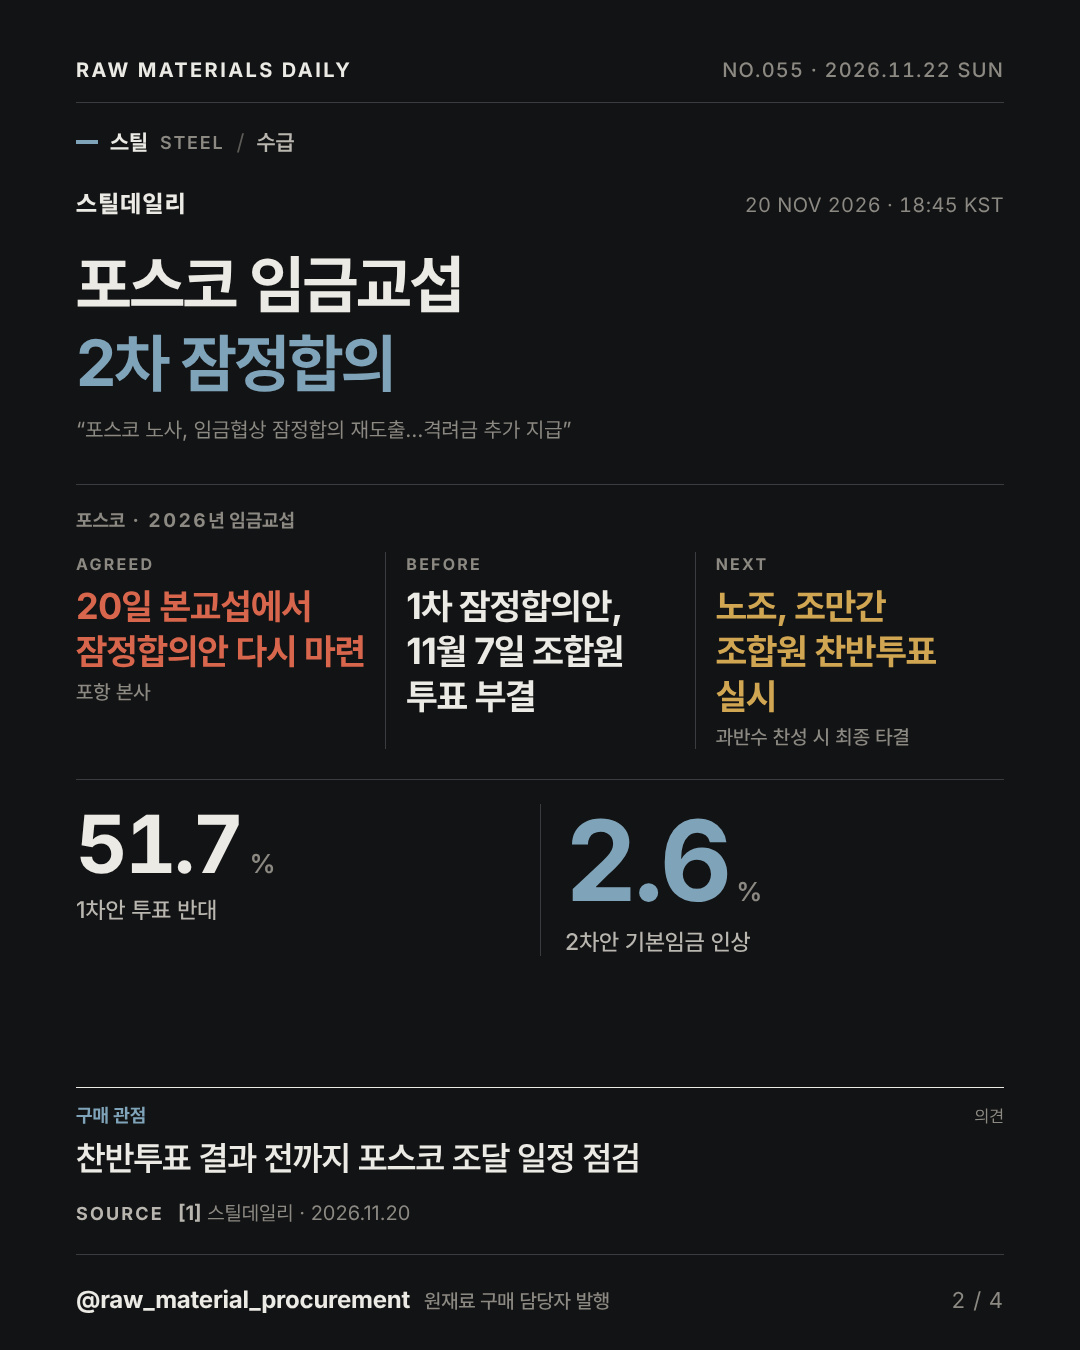 RAW MATERIALS DAILY
NO.055 · 2026.11.22 SUN
스틸 STEEL / 수급
스틸데일리
20 NOV 2026 · 18:45 KST
포스코 임금교섭
2차 잠정합의
“포스코 노사, 임금협상 잠정합의 재도출…격려금 추가 지급”
포스코 · 2026년 임금교섭
AGREED
20일 본교섭에서
잠정합의안 다시 마련
포항 본사
BEFORE
1차 잠정합의안,
11월 7일 조합원
투표 부결
NEXT
노조, 조만간
조합원 찬반투표
실시
과반수 찬성 시 최종 타결
51.7 %
1차안 투표 반대
2.6 %
2차안 기본임금 인상
구매 관점
의견
찬반투표 결과 전까지 포스코 조달 일정 점검
SOURCE [1] 스틸데일리 · 2026.11.20
@raw_material_procurement 원재료 구매 담당자 발행
2 / 4